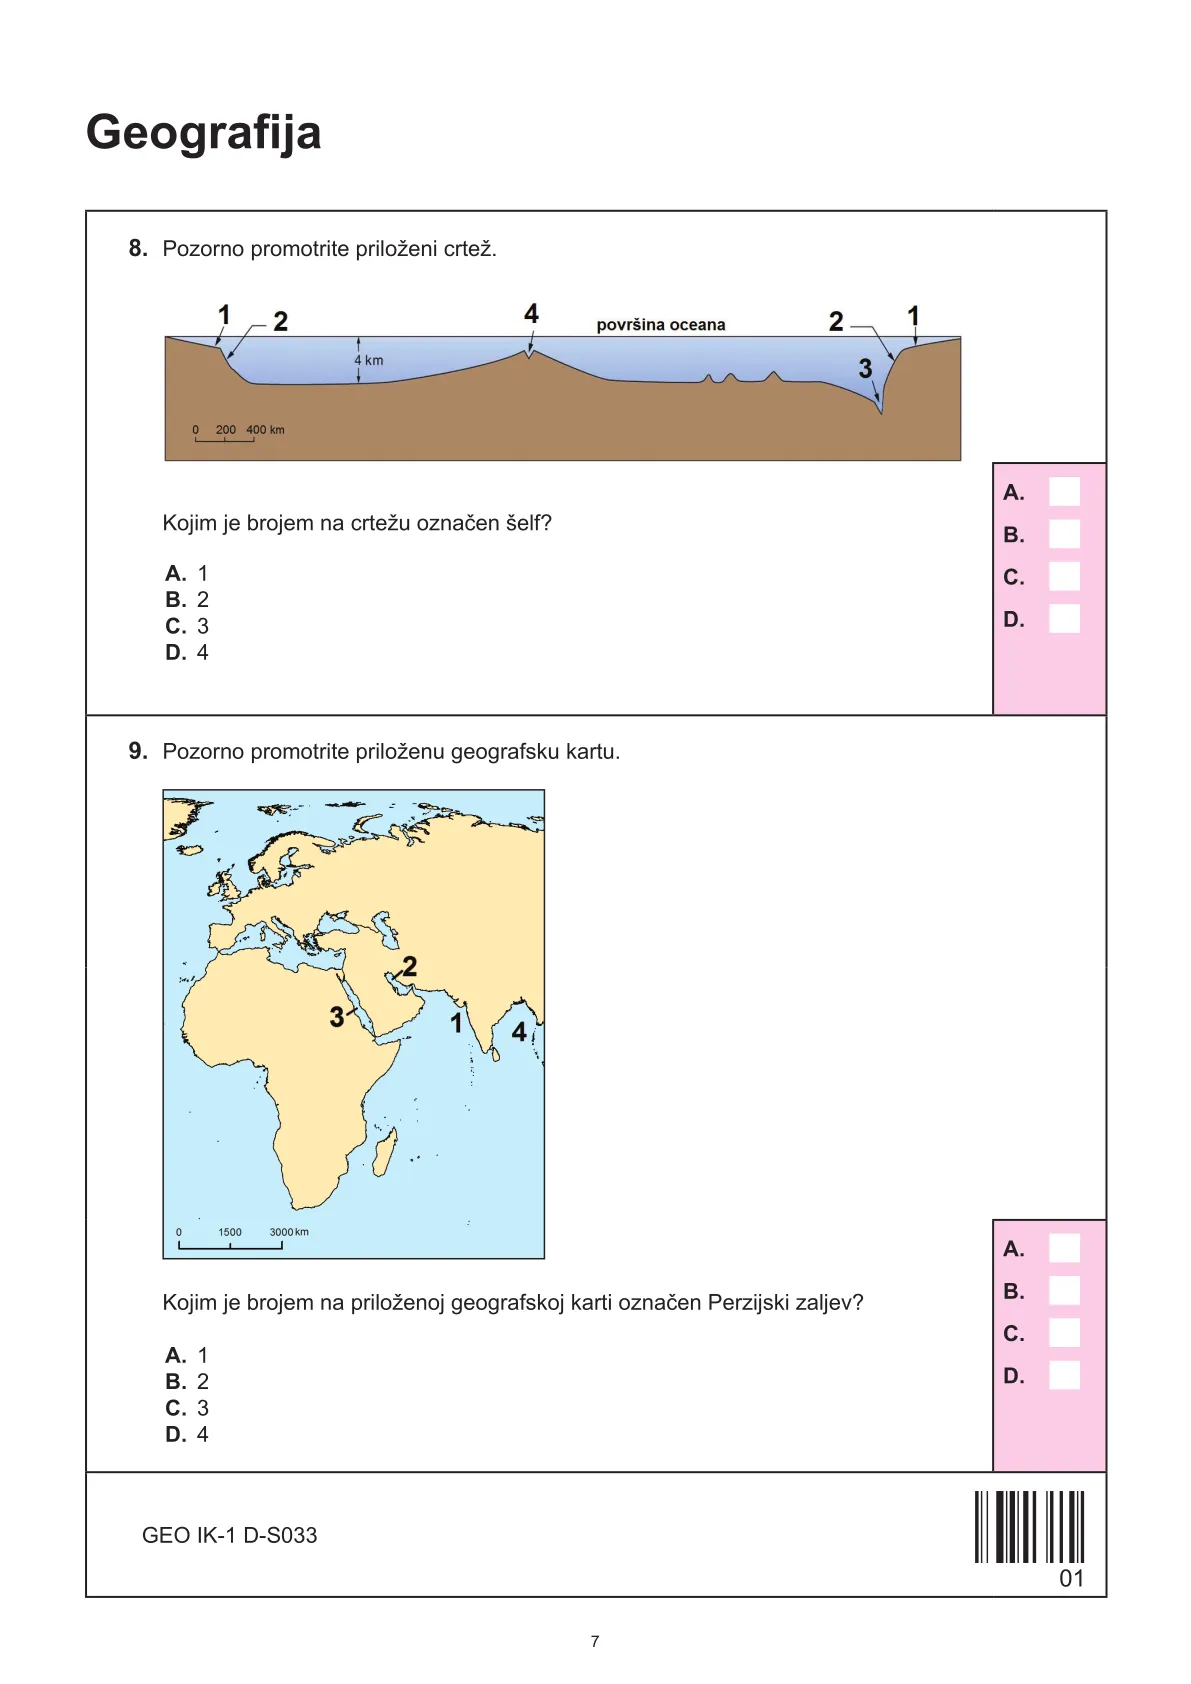 Geografija
8. Pozorno promotrite priloženi crtež.
1
2
4
površina oceana
2
1
4 km
3
0 200 400 km
Kojim je brojem na crtežu označen šelf?
A. 1
B. 2
C. 3
D. 4
A.
B.
C.
D.
9. Pozorno promotrite priloženu geografsku kartu.
2
3
1
4
0 1500 3000 km
Kojim je brojem na priloženoj geografskoj karti označen Perzijski zaljev?
A. 1
B. 2
C. 3
D. 4
A.
B.
C.
D.
GEO IK-1 D-S033
01
7